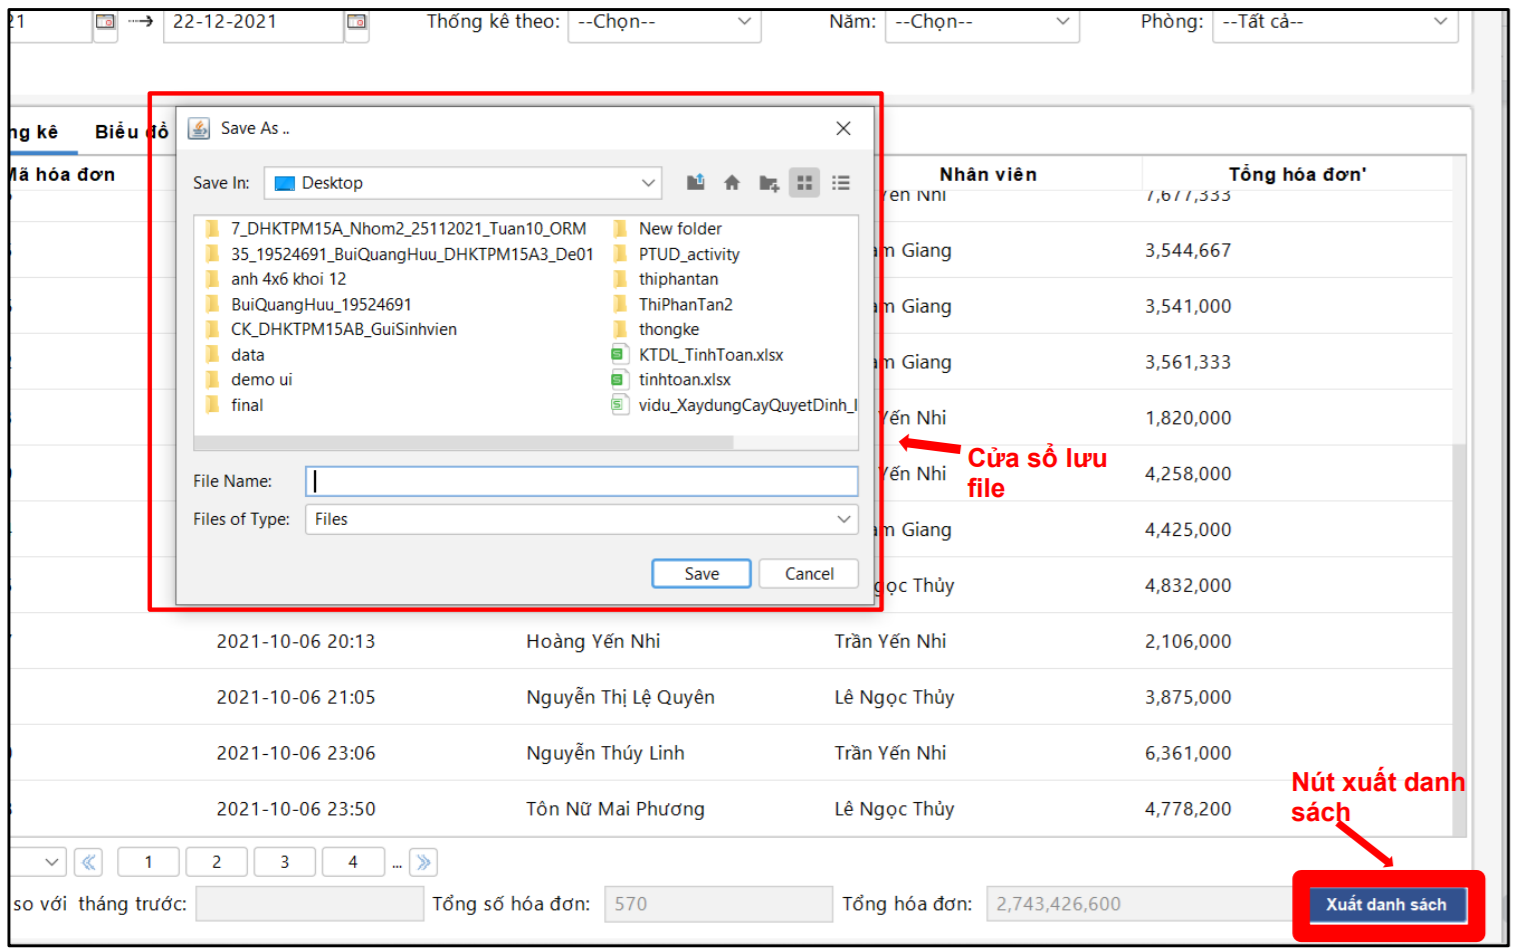 21 22-12-2021 Thống kê theo: --Chọn-- Năm: --Chọn-- Phòng: --Tất cả--
ng kê Biểu đồ
Mã hóa đơn Nhân viên Tổng hóa đơn'
Save As ..
Save In: Desktop
7_DHKTPM15A_Nhom2_25112021_Tuan10_ORM New folder
35_19524691_BuiQuangHuu_DHKTPM15A3_De01 PTUD_activity
anh 4x6 khoi 12 thiphantan
BuiQuangHuu_19524691 ThiPhanTan2
CK_DHKTPM15AB_GuiSinhvien thongke
data KTDL_TinhToan.xlsx
demo ui tinhtoan.xlsx
final vidu_XaydungCayQuyetDinh_I
File Name:
Files of Type: Files
Save Cancel
Yến Nhi 7,677,333
am Giang 3,544,667
am Giang 3,541,000
am Giang 3,561,333
Yến Nhi 1,820,000
Yến Nhi 4,258,000
am Giang 4,425,000
gọc Thủy 4,832,000
Cửa sổ lưu
file
2021-10-06 20:13 Hoàng Yến Nhi Trần Yến Nhi 2,106,000
2021-10-06 21:05 Nguyễn Thị Lệ Quyên Lê Ngọc Thủy 3,875,000
2021-10-06 23:06 Nguyễn Thúy Linh Trần Yến Nhi 6,361,000
2021-10-06 23:50 Tôn Nữ Mai Phương Lê Ngọc Thủy 4,778,200
Nút xuất danh
sách
1 2 3 4 ...
so với tháng trước: Tổng số hóa đơn: 570 Tổng hóa đơn: 2,743,426,600 Xuất danh sách